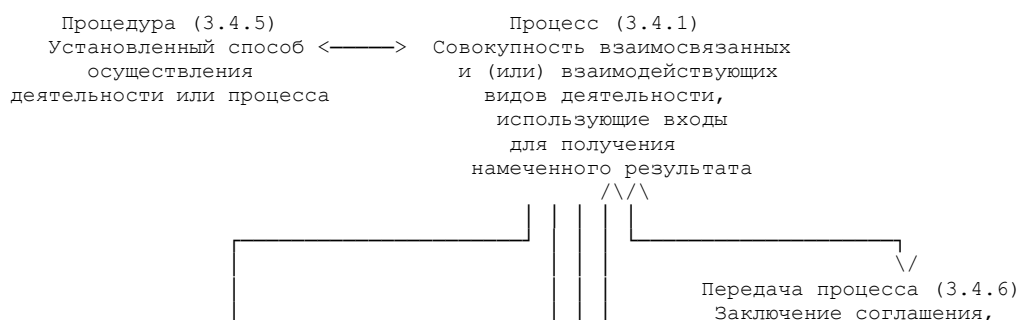 Процедура (3.4.5)
Установленный способ
осуществления
деятельности или процесса
Процесс (3.4.1)
Совокупность взаимосвязанных
и (или) взаимодействующих
видов деятельности,
использующие входы
для получения
намеченного результата
Передача процесса (3.4.6)
Заключение соглашения,